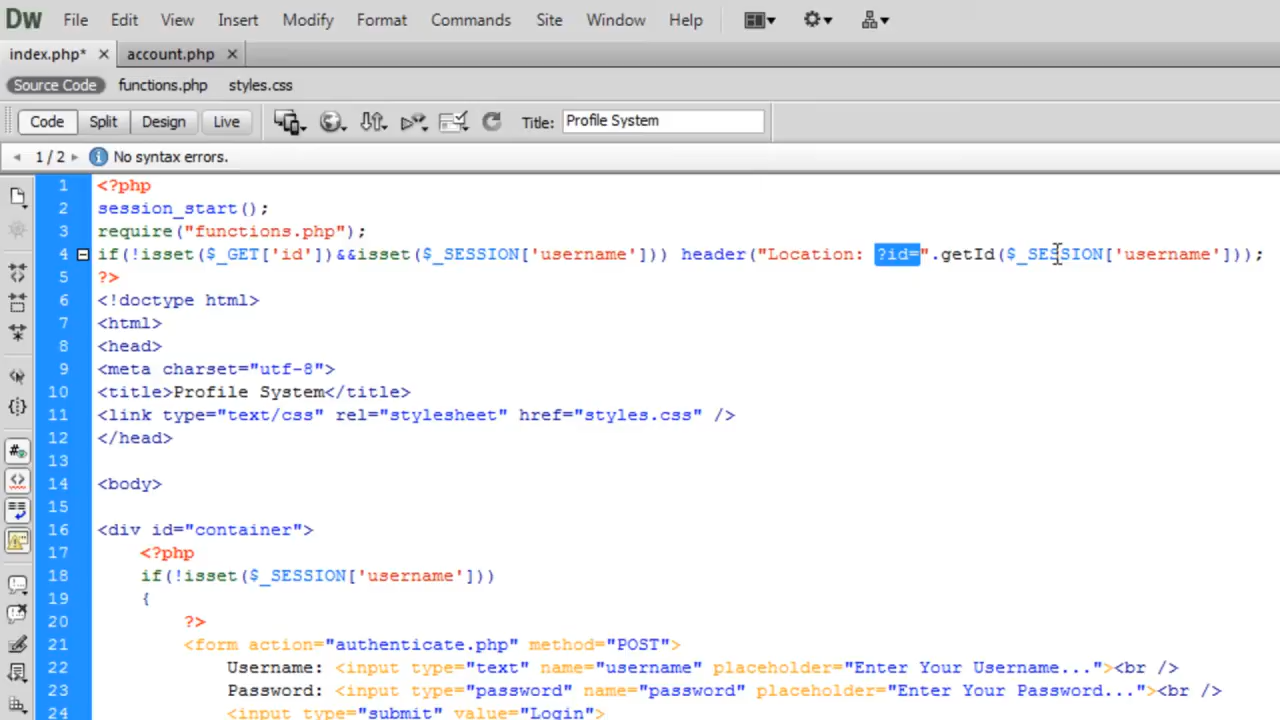 Dw File Edit View Insert Modify Format Commands Site Window Help
index.php* account.php
Source Code functions.php styles.css
Code Split Design Live Title: Profile System
1 / 2 No syntax errors.
1 <?php
2 session_start();
3 require("functions.php");
4 if(!isset($_GET['id'])&&isset($_SESSION['username'])) header("Location: ?id=".getId($_SESSION['username']));
5 ?>
6 <!doctype html>
7 <html>
8 <head>
9 <meta charset="utf-8">
10 <title>Profile System</title>
11 <link type="text/css" rel="stylesheet" href="styles.css" />
12 </head>
13
14 <body>
15
16 <div id="container">
17 <?php
18 if(!isset($_SESSION['username']))
19 {
20 ?>
21 <form action="authenticate.php" method="POST">
22 Username: <input type="text" name="username" placeholder="Enter Your Username..."><br />
23 Password: <input type="password" name="password" placeholder="Enter Your Password..."><br />
24 <input type="submit" value="Login">